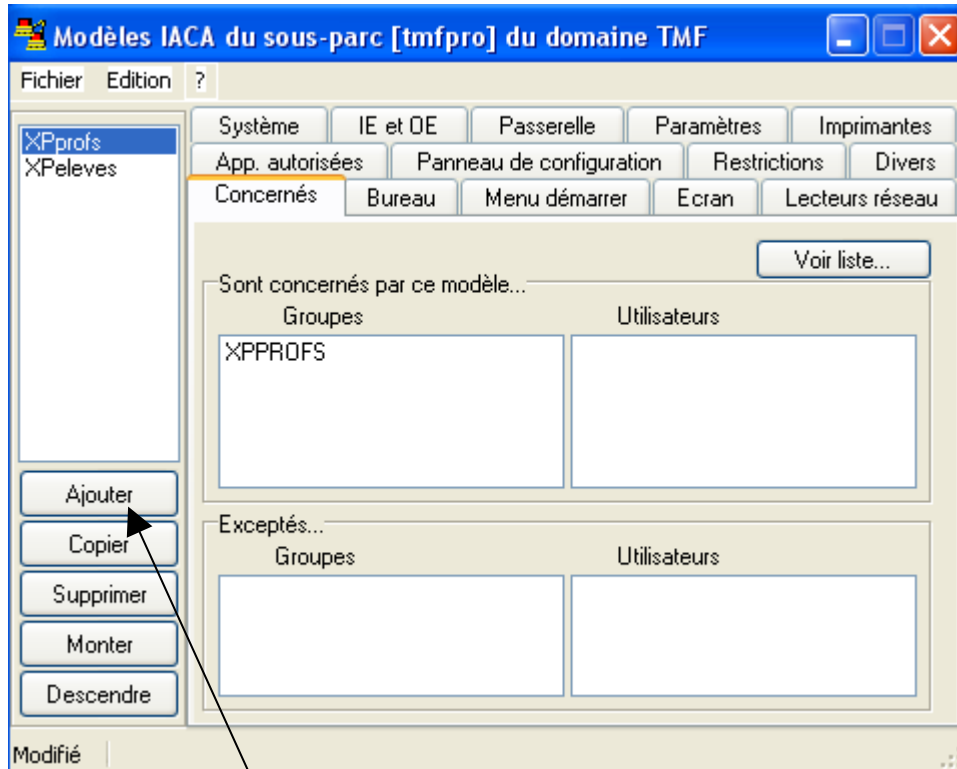 Modèles IACA du sous-parc [tmfpro] du domaine TMF
Fichier Edition ?
XPprofs
XPeleves
Système IE et OE Passerelle Paramètres Imprimantes
App. autorisées Panneau de configuration Restrictions Divers
Concernés Bureau Menu démarrer Ecran Lecteurs réseau
Voir liste...
Sont concernés par ce modèle...
Groupes Utilisateurs
XPPROFS
Ajouter
Copier
Supprimer
Monter
Descendre
Exceptés...
Groupes Utilisateurs
Modifié